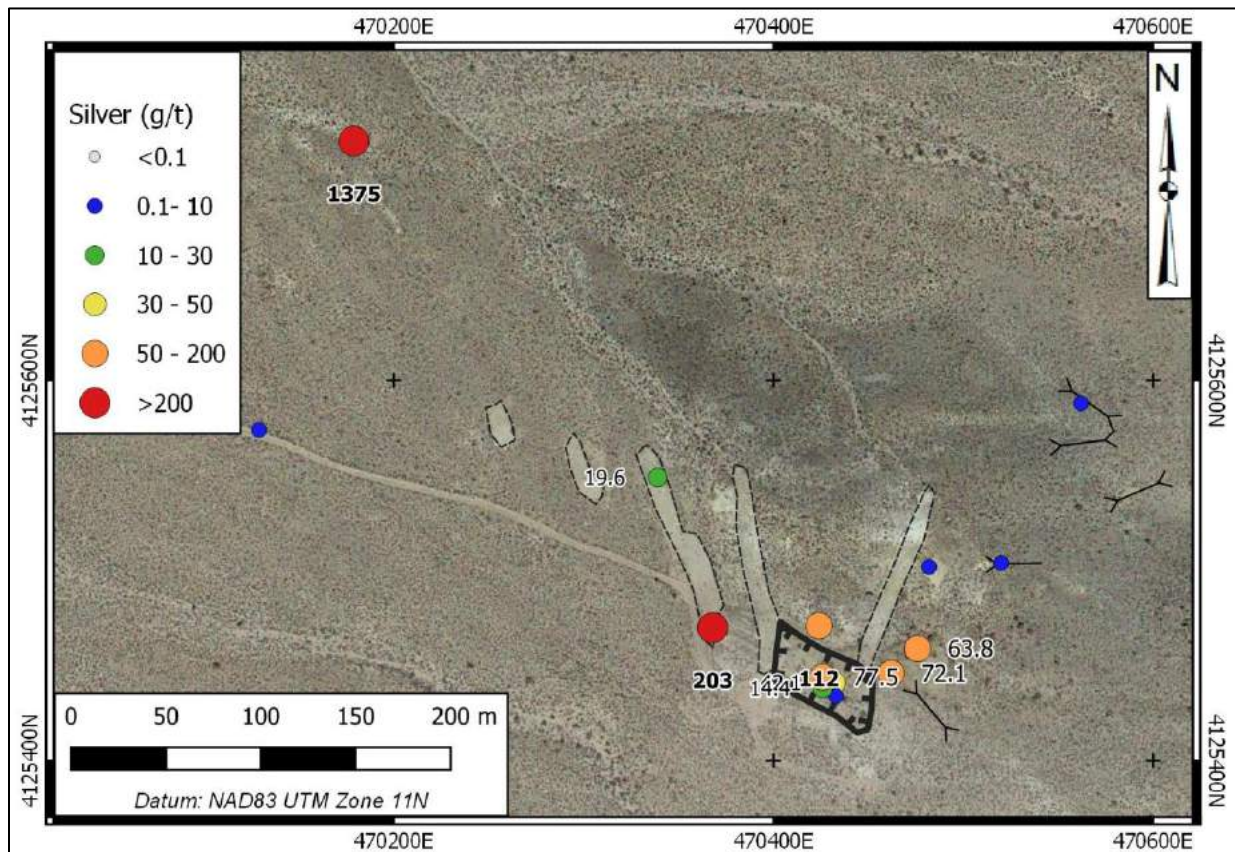 470200E
470400E
470600E
Silver (g/t)
<0.1
0.1- 10
10 - 30
30 - 50
50 - 200
>200
N
1375
4125600N
4125600N
19.6
63.8
72.1
77.5
112
203
14.4
0
50
100
150
200 m
Datum: NAD83 UTM Zone 11N
4125400N
4125400N
470200E
470400E
470600E